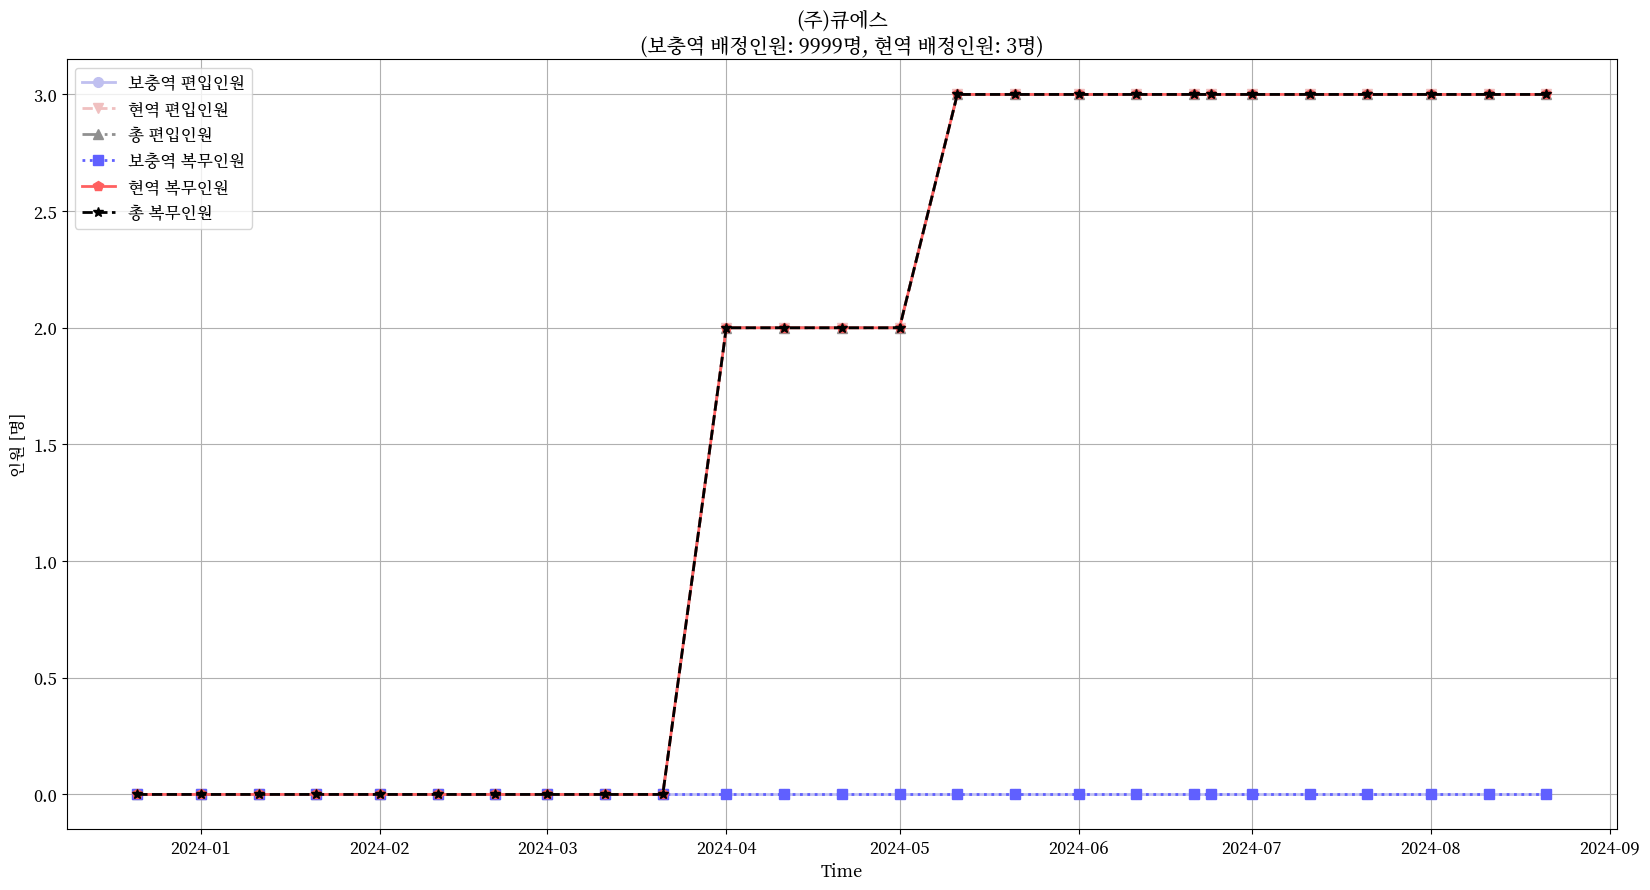 (주)큐에스
(보충역 배정인원: 9999명, 현역 배정인원: 3명)
보충역 편입인원
현역 편입인원
총 편입인원
보충역 복무인원
현역 복무인원
총 복무인원
3.0
2.5
2.0
1.5
1.0
0.5
0.0
인원 [명]
2024-01 2024-02 2024-03 2024-04 2024-05 2024-06 2024-07 2024-08 2024-09
Time